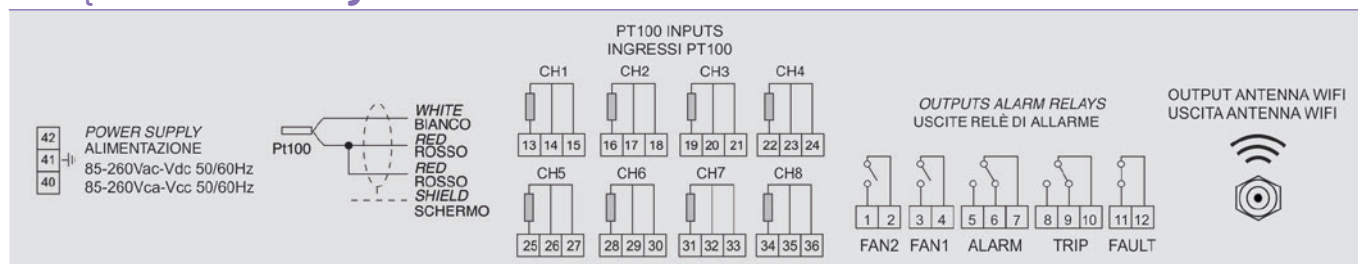 42
41
40
POWER SUPPLY
ALIMENTAZIONE
85-260Vac-Vdc 50/60Hz
85-260Vca-Vcc 50/60Hz
Pt100
WHITE
BIANCO
RED
ROSSO
RED
ROSSO
SHIELD
SCHERMO
PT100 INPUTS
INGRESSI PT100
CH1 CH2 CH3 CH4
13 14 15 16 17 18 19 20 21 22 23 24
CH5 CH6 CH7 CH8
25 26 27 28 29 30 31 32 33 34 35 36
OUTPUTS ALARM RELAYS
USCITE RELÈ DI ALLARME
1 2 3 4 5 6 7 8 9 10 11 12
FAN2 FAN1 ALARM TRIP FAULT
OUTPUT ANTENNA WIFI
USCITA ANTENNA WIFI